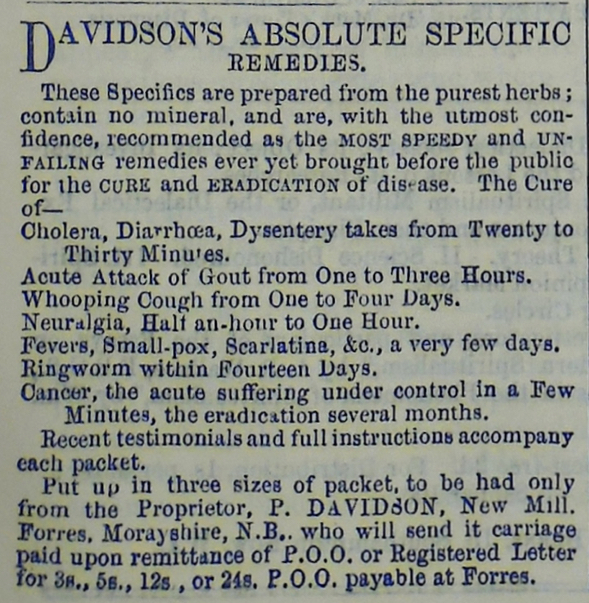 DAVIDSON'S ABSOLUTE SPECIFIC
REMEDIES.
These Specifics are prepared from the purest herbs;
contain no mineral, and are, with the utmost con-
fidence, recommended as the MOST SPEEDY and UN-
FAILING remedies ever yet brought before the public
for the CURE and ERADICATION of disease. The Cure
of—
Cholera, Diarrhœa, Dysentery takes from Twenty to
Thirty Minutes.
Acute Attack of Gout from One to Three Hours.
Whooping Cough from One to Four Days.
Neuralgia, Half an-hour to One Hour.
Fevers, Small-pox, Scarlatina, &c., a very few days.
Ringworm within Fourteen Days.
Cancer, the acute suffering under control in a Few
Minutes, the eradication several months.
Recent testimonials and full instructions accompany
each packet.
Put up in three sizes of packet, to be had only
from the Proprietor, P. DAVIDSON, New Mill.
Forres, Morayshire, N.B., who will send it carriage
paid upon remittance of P.O.O. or Registered Letter
for 3s., 5s., 12s, or 24s. P.O.O. payable at Forres.